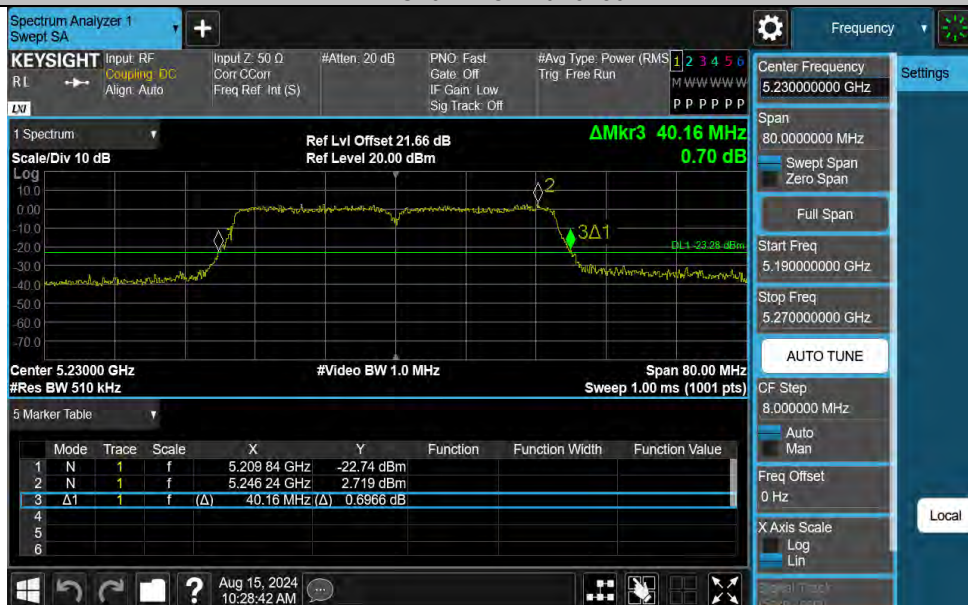 Spectrum Analyzer 1
Swept SA
+
Frequency
KEYSIGHT
RL
LXI
Input: RF
Coupling: DC
Align: Auto
Input Z: 50 Ω
Corr CCorr
Freq Ref: Int (S)
#Atten: 20 dB
PNO: Fast
Gate: Off
IF Gain: Low
Sig Track: Off
#Avg Type: Power (RMS
Trig: Free Run
1 2 3 4 5 6
M W W W W W
P P P P P P
1 Spectrum
Scale/Div 10 dB
Ref Lvl Offset 21.66 dB
Ref Level 20.00 dBm
ΔMkr3 40.16 MHz
0.70 dB
Log
10.0
0.00
-10.0
-20.0
-30.0
-40.0
-50.0
-60.0
-70.0
1
2
3Δ1
DL1 -23.28 dBm
Center 5.23000 GHz
#Res BW 510 kHz
#Video BW 1.0 MHz
Span 80.00 MHz
Sweep 1.00 ms (1001 pts)
5 Marker Table
Mode Trace Scale X Y Function Function Width Function Value
1 N 1 f 5.209 84 GHz -22.74 dBm
2 N 1 f 5.246 24 GHz 2.719 dBm
3 Δ1 1 f (Δ) 40.16 MHz (Δ) 0.6966 dB
4
5
6
?
Aug 15, 2024
10:28:42 AM
Center Frequency
5.230000000 GHz
Span
80.0000000 MHz
Swept Span
Zero Span
Full Span
Start Freq
5.190000000 GHz
Stop Freq
5.270000000 GHz
AUTO TUNE
CF Step
8.000000 MHz
Auto
Man
Freq Offset
0 Hz
X Axis Scale
Log
Lin
Signal Track
Settings
Local